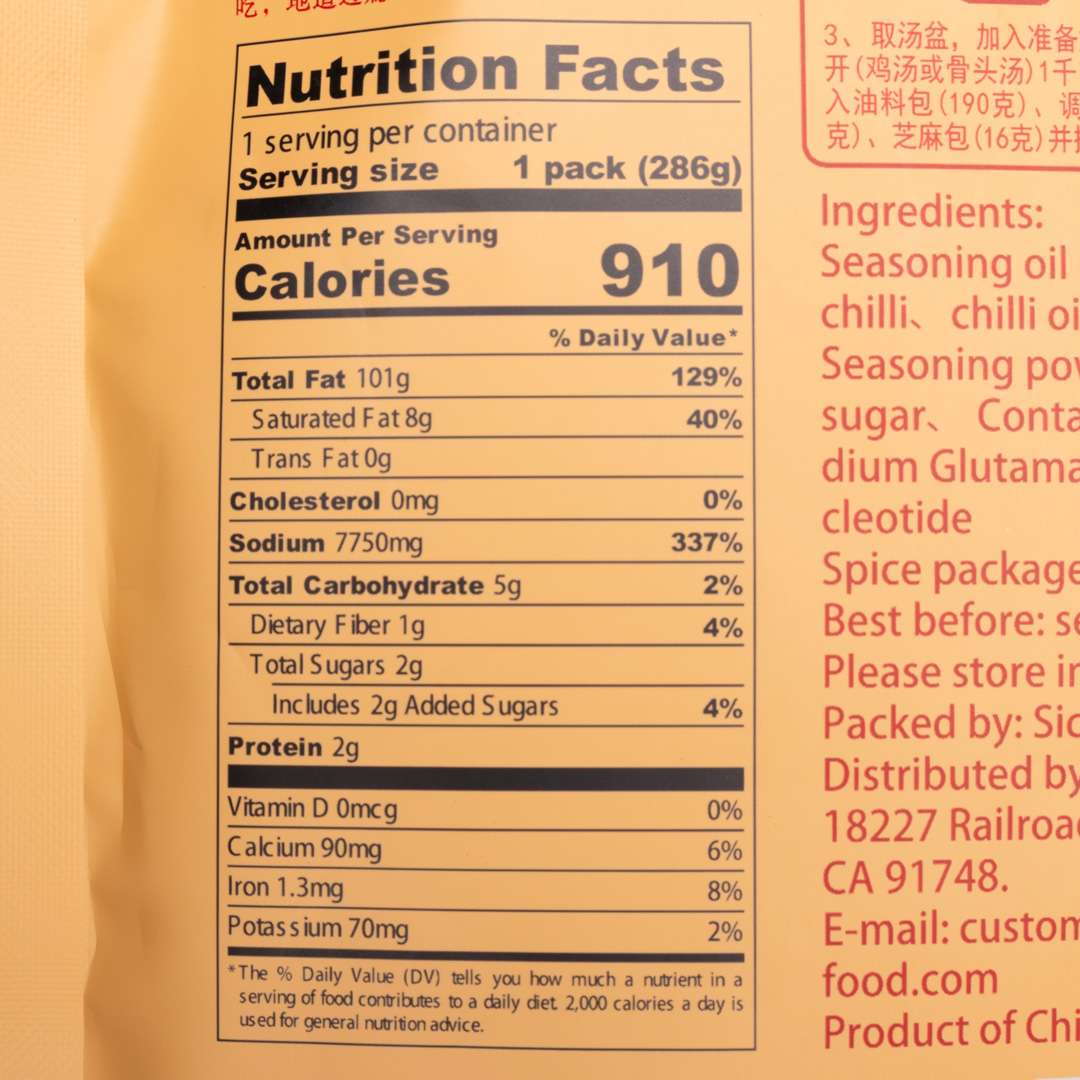 吃，地道
Nutrition Facts
1 serving per container
Serving size 1 pack (286g)
Amount Per Serving
Calories 910
% Daily Value*
Total Fat 101g 129%
Saturated Fat 8g 40%
Trans Fat 0g
Cholesterol 0mg 0%
Sodium 7750mg 337%
Total Carbohydrate 5g 2%
Dietary Fiber 1g 4%
Total Sugars 2g
Includes 2g Added Sugars 4%
Protein 2g
Vitamin D 0mcg 0%
Calcium 90mg 6%
Iron 1.3mg 8%
Potassium 70mg 2%
*The % Daily Value (DV) tells you how much a nutrient in a
serving of food contributes to a daily diet. 2,000 calories a day is
used for general nutrition advice.
3、取汤盆，加入准备
开(鸡汤或骨头汤)1千
入油料包(190克)、调
克)、芝麻包(16克)并
Ingredients:
Seasoning oil
chilli、 chilli oi
Seasoning pow
sugar、 Conta
dium Glutama
cleotide
Spice package
Best before: se
Please store in
Packed by: Sic
Distributed by
18227 Railroa
CA 91748.
E-mail: custom
food.com
Product of Chi